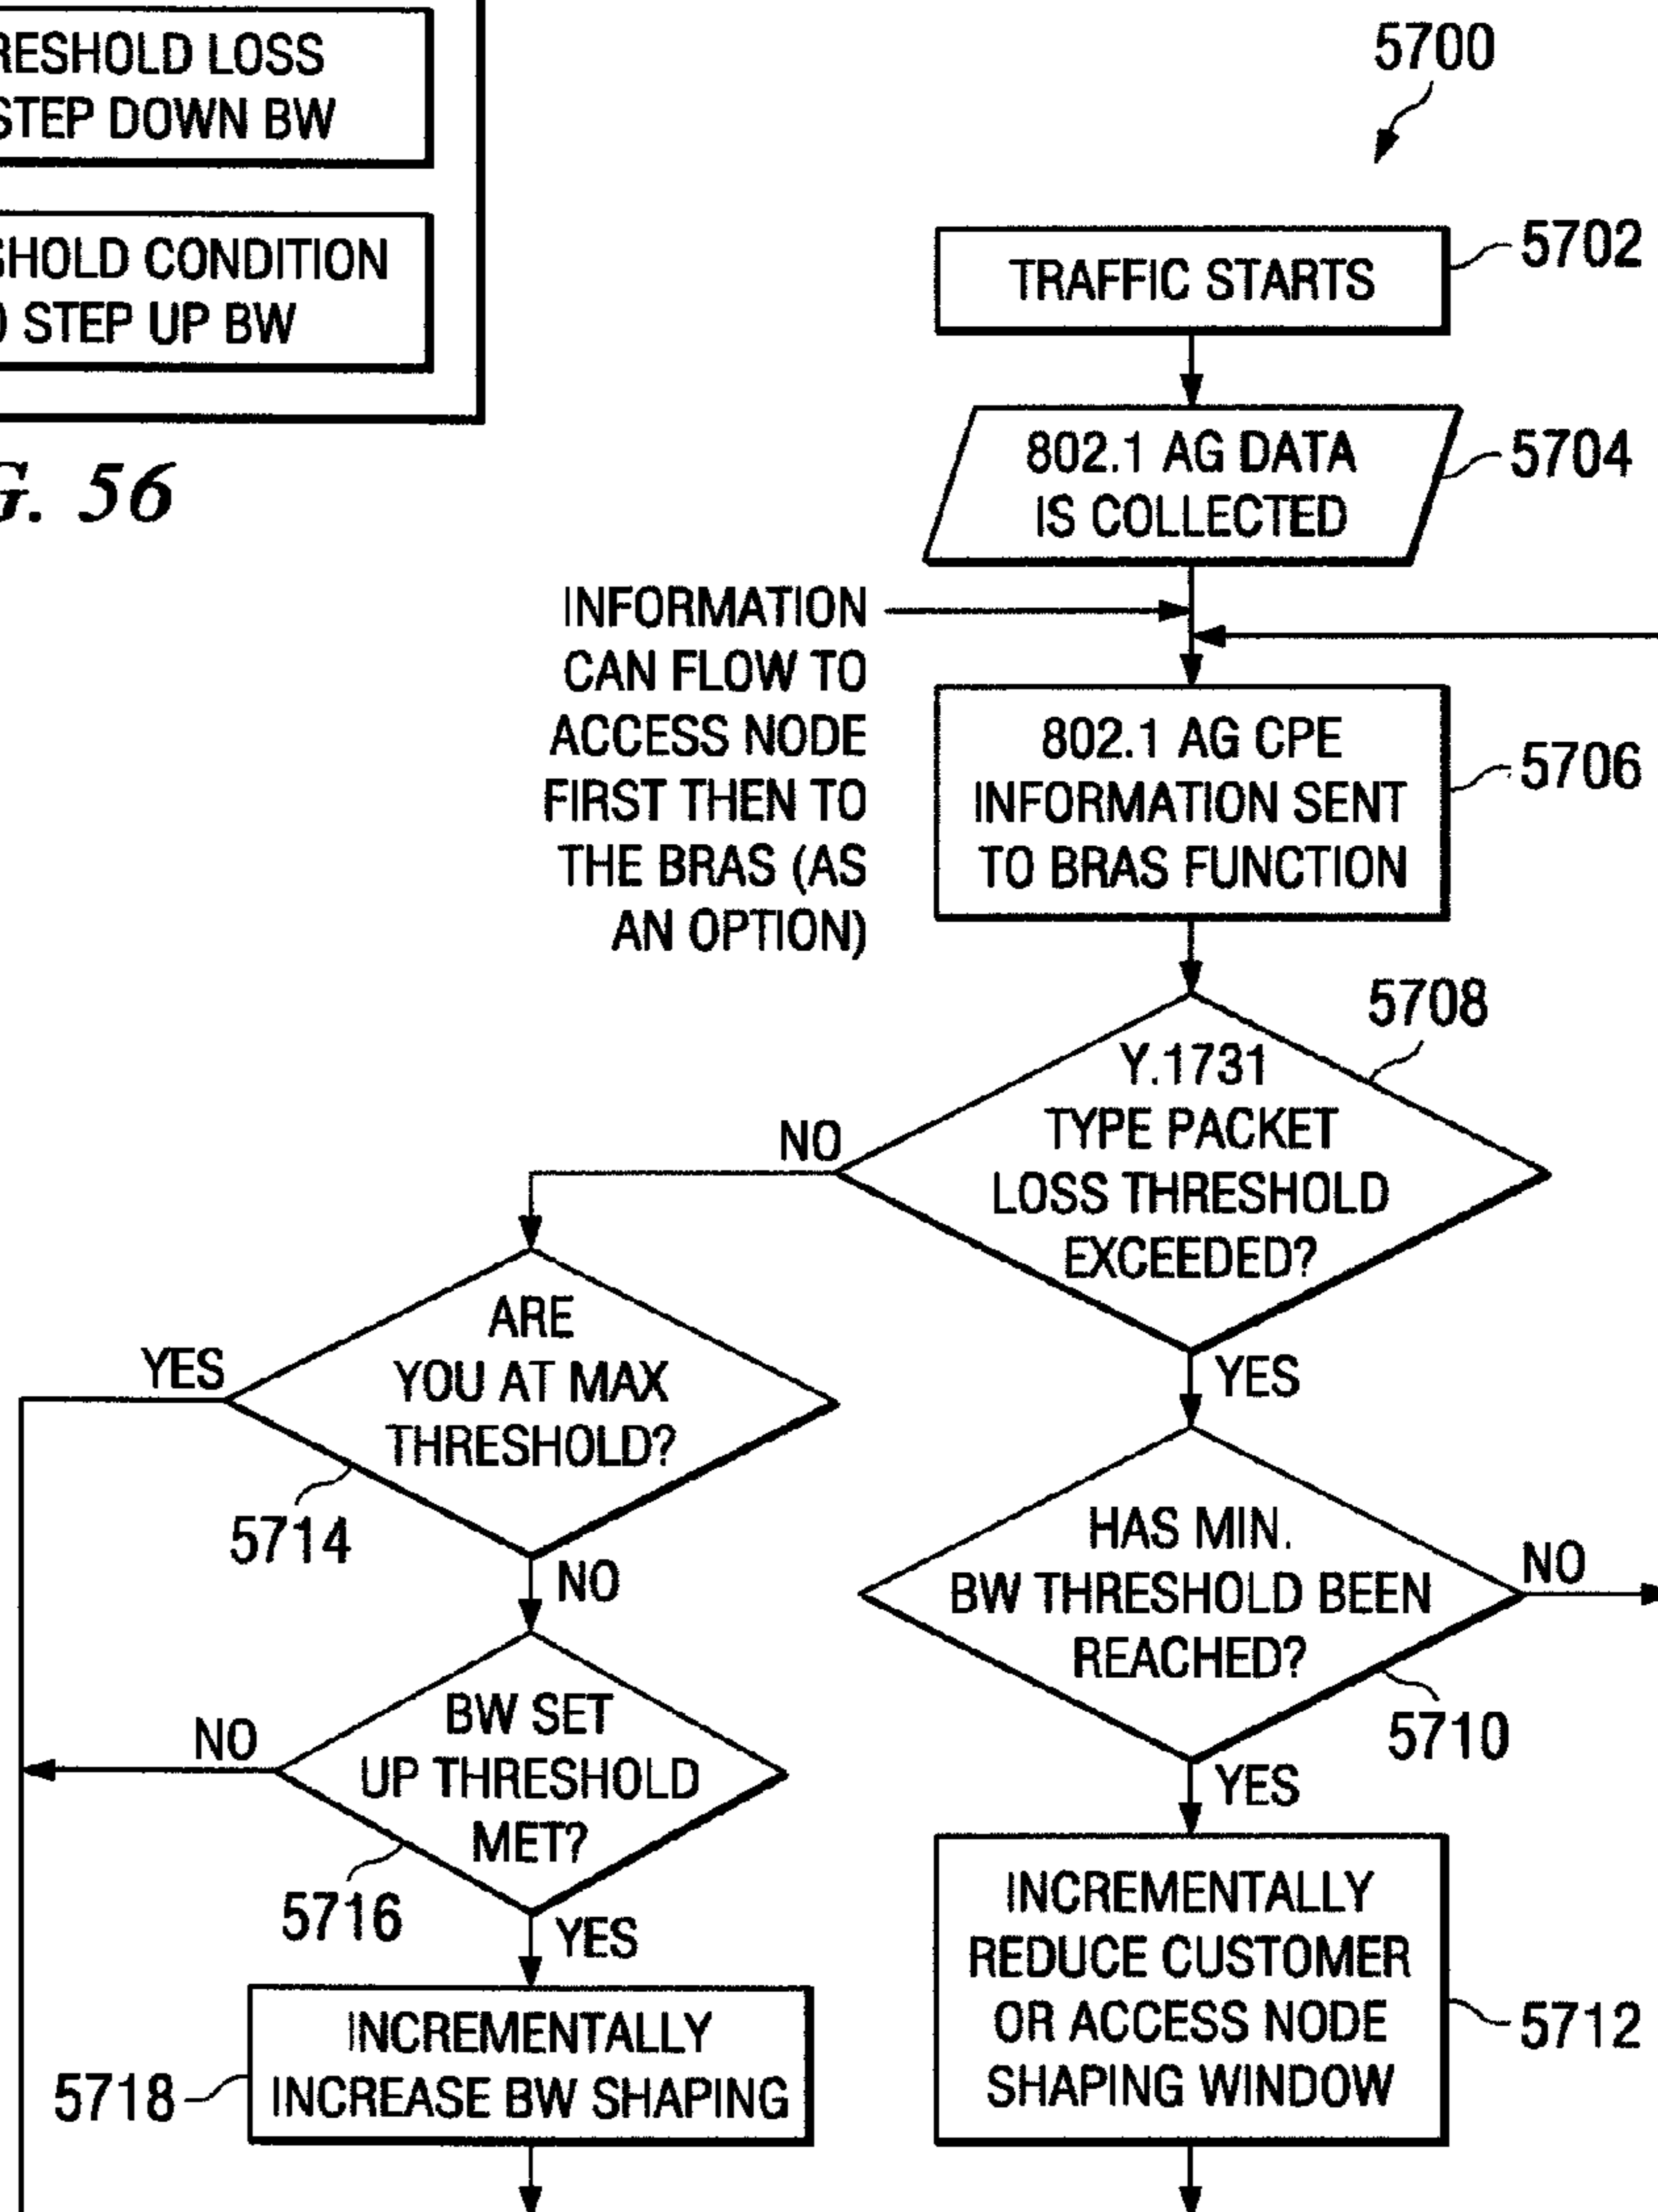 RESHOLD LOSS
STEP DOWN BW
SHOLD CONDITION
STEP UP BW
G. 56
5700
TRAFFIC STARTS
5702
802.1 AG DATA
IS COLLECTED
5704
INFORMATION
CAN FLOW TO
ACCESS NODE
FIRST THEN TO
THE BRAS (AS
AN OPTION)
802.1 AG CPE
INFORMATION SENT
TO BRAS FUNCTION
5706
5708
Y.1731
TYPE PACKET
LOSS THRESHOLD
EXCEEDED?
NO
YES
ARE
YOU AT MAX
THRESHOLD?
YES
5714
NO
HAS MIN.
BW THRESHOLD BEEN
REACHED?
NO
5710
YES
BW SET
UP THRESHOLD
MET?
NO
5716
YES
INCREMENTALLY
INCREASE BW SHAPING
5718
INCREMENTALLY
REDUCE CUSTOMER
OR ACCESS NODE
SHAPING WINDOW
5712